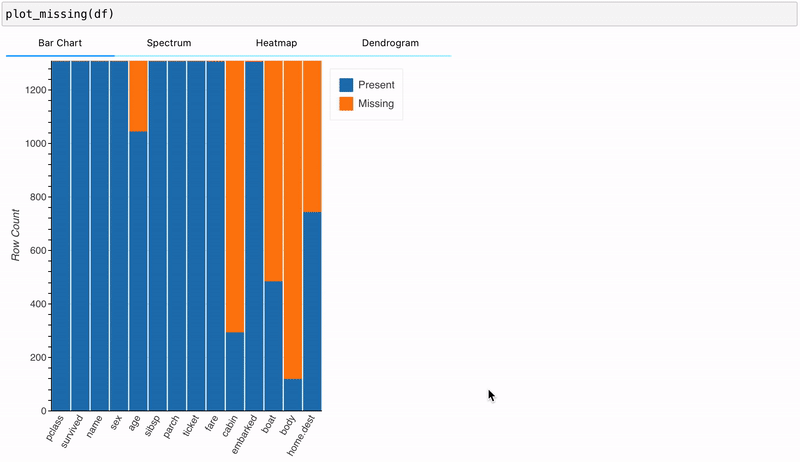 plot_missing(df)
Bar Chart Spectrum Heatmap Dendrogram
Present
Missing
1200
1000
800
600
400
200
0
Row Count
pclass survived name sex age sibsp parch ticket fare cabin embarked boat body home.dest